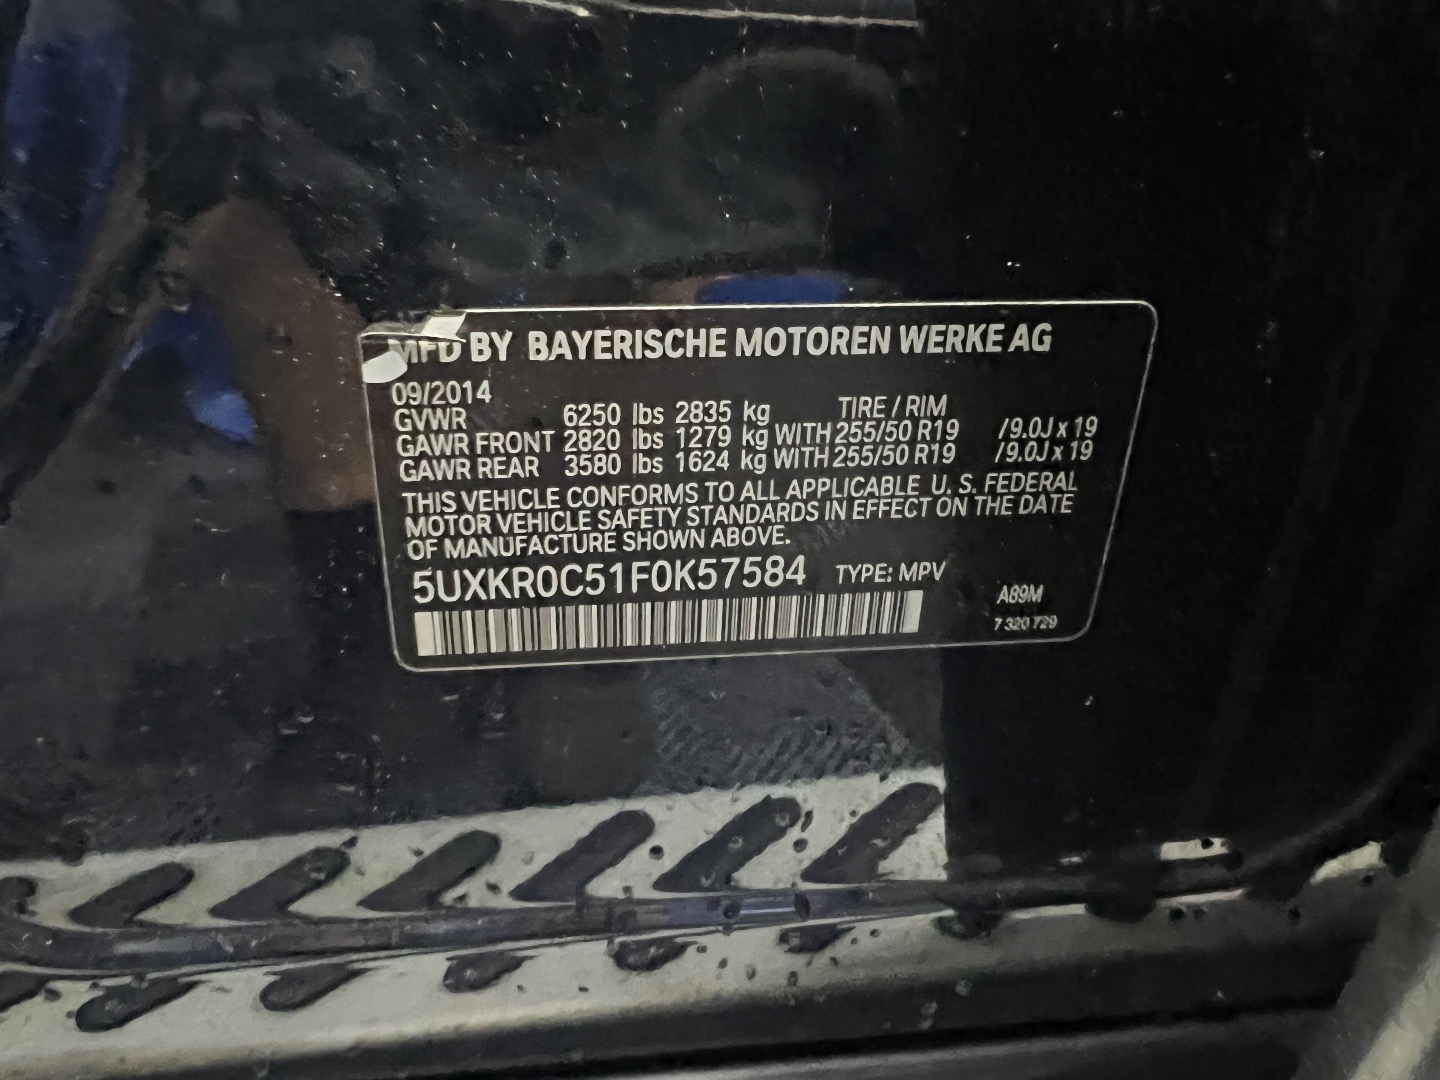 MFD BY BAYERISCHE MOTOREN WERKE AG
09/2014
GVWR 6250 lbs 2835 kg TIRE / RIM
GAWR FRONT 2820 lbs 1279 kg WITH 255/50 R19 /9.0J x 19
GAWR REAR 3580 lbs 1624 kg WITH 255/50 R19 /9.0J x 19
THIS VEHICLE CONFORMS TO ALL APPLICABLE U. S. FEDERAL
MOTOR VEHICLE SAFETY STANDARDS IN EFFECT ON THE DATE
OF MANUFACTURE SHOWN ABOVE.
5UXKR0C51F0K57584 TYPE: MPV
A89M
7 320 729